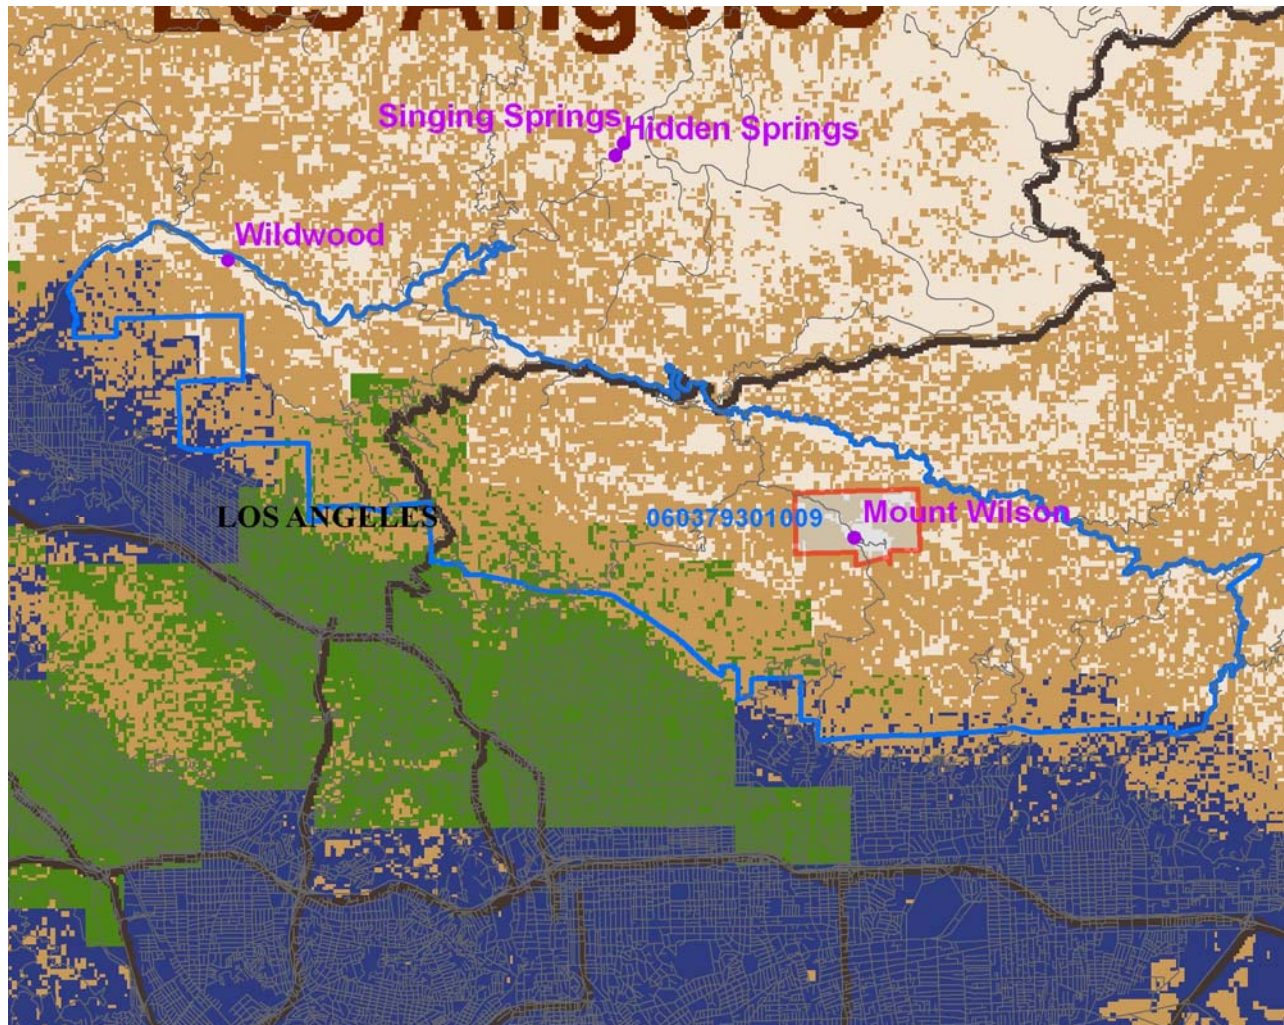 Los Angeles
Singing Springs
Hidden Springs
Wildwood
LOS ANGELES
060379301009
Mount Wilson